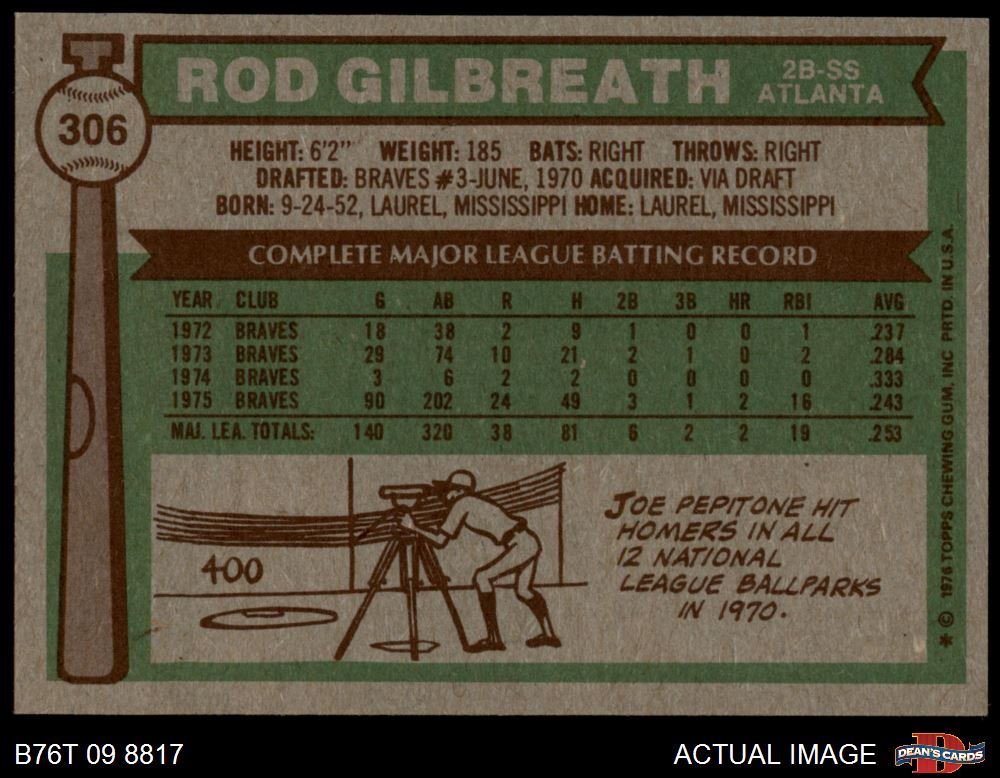 ROD GILBREATH
2B-SS
ATLANTA
306
HEIGHT: 6'2" WEIGHT: 185 BATS: RIGHT THROWS: RIGHT
DRAFTED: BRAVES #3-JUNE, 1970 ACQUIRED: VIA DRAFT
BORN: 9-24-52, LAUREL, MISSISSIPPI HOME: LAUREL, MISSISSIPPI
COMPLETE MAJOR LEAGUE BATTING RECORD
YEAR CLUB G AB R H 2B 3B HR RBI AVG
1972 BRAVES 18 38 2 9 1 0 0 1 .237
1973 BRAVES 29 74 10 21 2 1 0 2 .284
1974 BRAVES 3 6 2 2 0 0 0 0 .333
1975 BRAVES 90 202 24 49 3 1 2 16 .243
MAJ. LEA. TOTALS: 140 320 38 81 6 2 2 19 .253
400
JOE PEPITONE HIT
HOMERS IN ALL
12 NATIONAL
LEAGUE BALLPARKS
IN 1970.
* © 1976 TOPPS CHEWING GUM, INC PRTD. IN U.S.A.
B76T 09 8817
ACTUAL IMAGE
DEAN'S CARDS